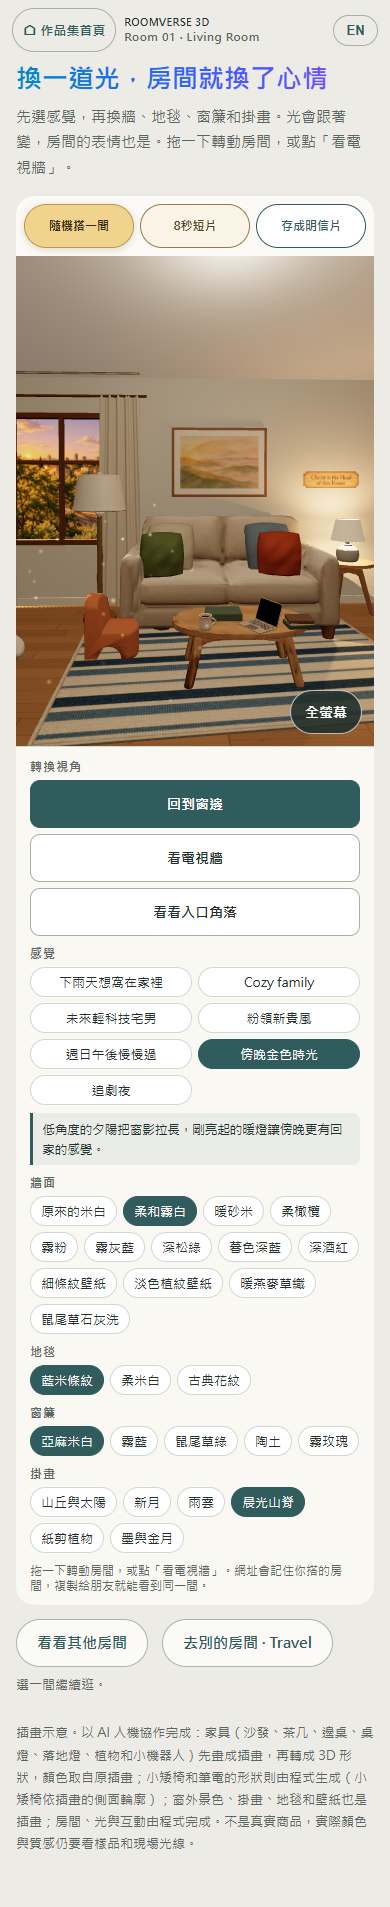 作品集首頁
ROOMVERSE 3D
Room 01 · Living Room
EN
換一道光，房間就換了心情
先選感覺，再換牆、地毯、窗簾和掛畫。光會跟著
變，房間的表情也是。拖一下轉動房間，或點「看電
視牆」。
隨機搭一間
8秒短片
存成明信片
Christ is the Head
of this House
全螢幕
轉換視角
回到窗邊
看電視牆
看看入口角落
感覺
下雨天想窩在家裡
Cozy family
未來輕科技宅男
粉領新貴風
週日午後慢慢過
傍晚金色時光
追劇夜
低角度的夕陽把窗影拉長，剛亮起的暖燈讓傍晚更有回
家的感覺。
牆面
原來的米白
柔和霧白
暖砂米
柔橄欖
霧粉
霧灰藍
深松綠
暮色深藍
深酒紅
細條紋壁紙
淡色植紋壁紙
暖燕麥草織
鼠尾草石灰洗
地毯
藍米條紋
柔米白
古典花紋
窗簾
亞麻米白
霧藍
鼠尾草綠
陶土
霧玫瑰
掛畫
山丘與太陽
新月
雨雲
晨光山脊
紙剪植物
墨與金月
拖一下轉動房間，或點「看電視牆」。網址會記住你搭的房
間，複製給朋友就能看到同一間。
看看其他房間
去別的房間 · Travel
選一間繼續逛。
插畫示意。以 AI 人機協作完成：家具（沙發、茶几、邊桌、桌
燈、落地燈、植物和小機器人）先畫成插畫，再轉成 3D 形
狀，顏色取自原插畫；小矮椅和筆電的形狀則由程式生成（小
矮椅依插畫的側面輪廓）；窗外景色、掛畫、地毯和壁紙也是
插畫；房間、光與互動由程式完成。不是真實商品，實際顏色
與質感仍要看樣品和現場光線。